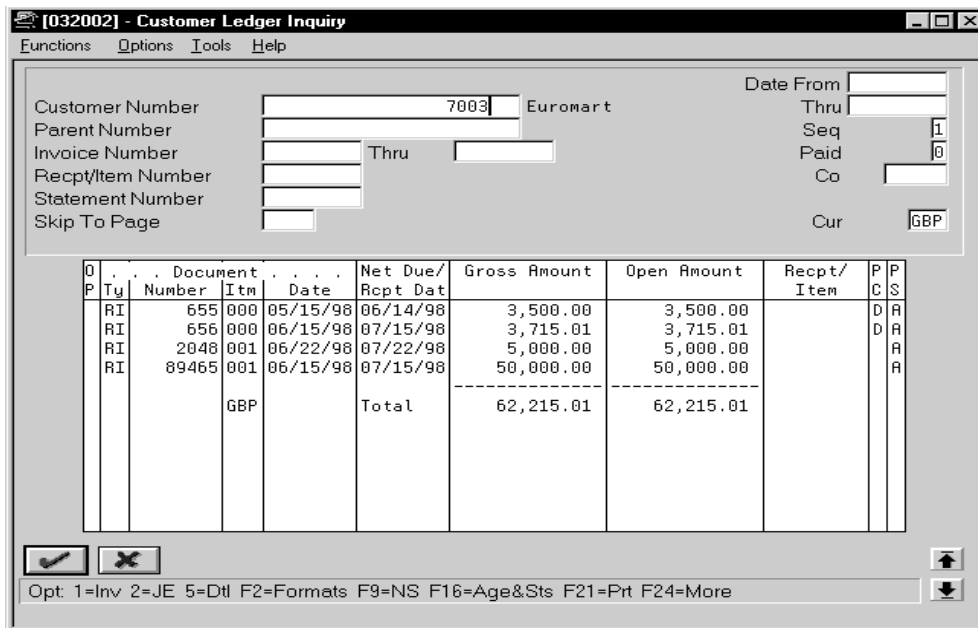 [032002] - Customer Ledger Inquiry
Functions Options Tools Help
Date From
Customer Number 7003 Euromart Thru
Parent Number Seq 1
Invoice Number Thru Paid 0
Recpt/Item Number Co
Statement Number
Skip To Page Cur GBP
O . . . Document . . . . Net Due/ Gross Amount Open Amount Recpt/ P P
P Ty Number Itm Date Rcpt Dat Item C S
RI 655 000 05/15/98 06/14/98 3,500.00 3,500.00 D A
RI 656 000 06/15/98 07/15/98 3,715.01 3,715.01 D A
RI 2048 001 06/22/98 07/22/98 5,000.00 5,000.00 A
RI 89465 001 06/15/98 07/15/98 50,000.00 50,000.00 A
-------------- --------------
GBP Total 62,215.01 62,215.01
Opt: 1=Inv 2=JE 5=Dtl F2=Formats F9=NS F16=Age&Sts F21=Prt F24=More